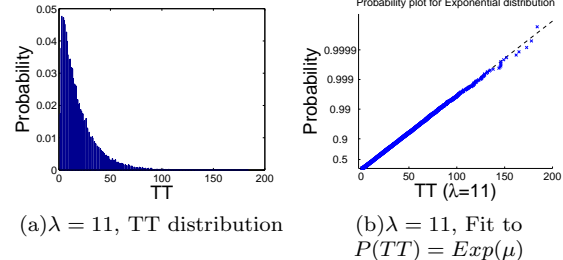 0.05
0.04
0.03
0.02
0.01
0
0 50 100 150 200
Probability
TT
(a)λ = 11, TT distribution
Probability plot for Exponential distribution
0.9999
0.999
0.99
0.9
0.5
0 50 100 150 200
Probability
TT (λ=11)
(b)λ = 11, Fit to
P(TT) = Exp(μ)